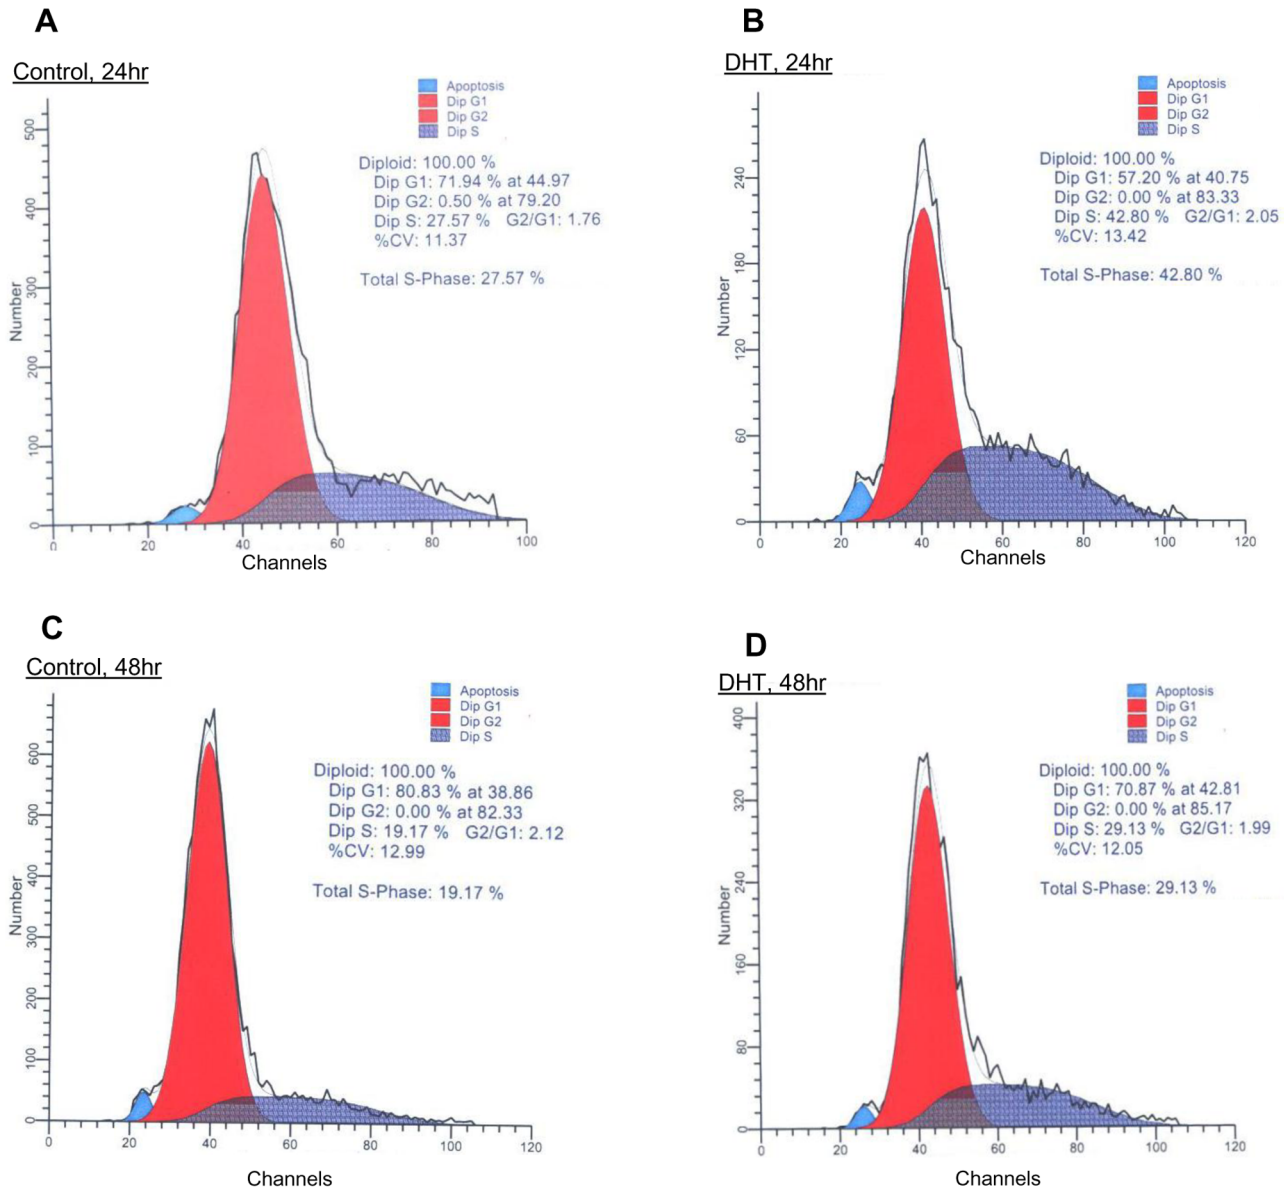 A
Control, 24hr
Apoptosis
Dip G1
Dip G2
Dip S
Diploid: 100.00 %
Dip G1: 71.94 % at 44.97
Dip G2: 0.50 % at 79.20
Dip S: 27.57 % G2/G1: 1.76
%CV: 11.37
Total S-Phase: 27.57 %
Number
500
400
300
200
100
0
0 20 40 60 80 100
Channels
B
DHT, 24hr
Apoptosis
Dip G1
Dip G2
Dip S
Diploid: 100.00 %
Dip G1: 57.20 % at 40.75
Dip G2: 0.00 % at 83.33
Dip S: 42.80 % G2/G1: 2.05
%CV: 13.42
Total S-Phase: 42.80 %
Number
240
180
120
60
0
0 20 40 60 80 100 120
Channels
C
Control, 48hr
Apoptosis
Dip G1
Dip G2
Dip S
Diploid: 100.00 %
Dip G1: 80.83 % at 38.86
Dip G2: 0.00 % at 82.33
Dip S: 19.17 % G2/G1: 2.12
%CV: 12.99
Total S-Phase: 19.17 %
Number
600
500
400
300
200
100
0
0 20 40 60 80 100 120
Channels
D
DHT, 48hr
Apoptosis
Dip G1
Dip G2
Dip S
Diploid: 100.00 %
Dip G1: 70.87 % at 42.81
Dip G2: 0.00 % at 85.17
Dip S: 29.13 % G2/G1: 1.99
%CV: 12.05
Total S-Phase: 29.13 %
Number
400
320
240
160
80
0
0 20 40 60 80 100 120
Channels